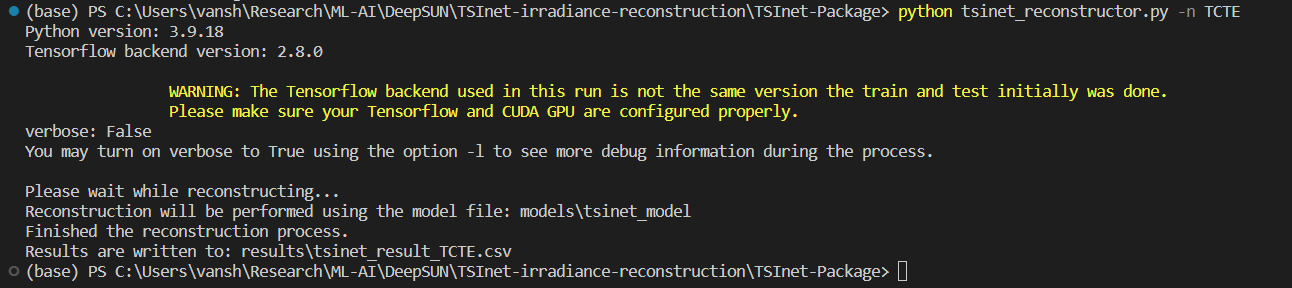 (base) PS C:\Users\vansh\Research\ML-AI\DeepSUN\TSInet-irradiance-reconstruction\TSInet-Package> python tsinet_reconstructor.py -n TCTE
Python version: 3.9.18
Tensorflow backend version: 2.8.0
WARNING: The Tensorflow backend used in this run is not the same version the train and test initially was done.
Please make sure your Tensorflow and CUDA GPU are configured properly.
verbose: False
You may turn on verbose to True using the option -l to see more debug information during the process.
Please wait while reconstructing...
Reconstruction will be performed using the model file: models\tsinet_model
Finished the reconstruction process.
Results are written to: results\tsinet_result_TCTE.csv
(base) PS C:\Users\vansh\Research\ML-AI\DeepSUN\TSInet-irradiance-reconstruction\TSInet-Package>